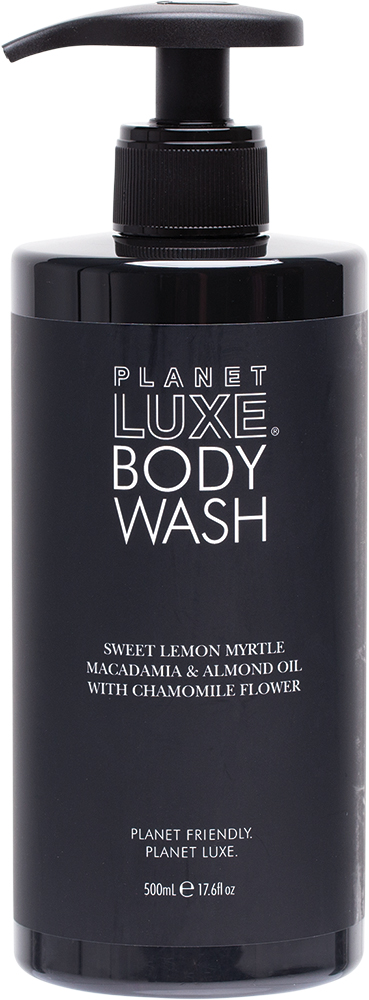 PLANET
LUXE®
BODY
WASH
SWEET LEMON MYRTLE
MACADAMIA & ALMOND OIL
WITH CHAMOMILE FLOWER
PLANET FRIENDLY.
PLANET LUXE.
500mL ℮ 17.6fl oz